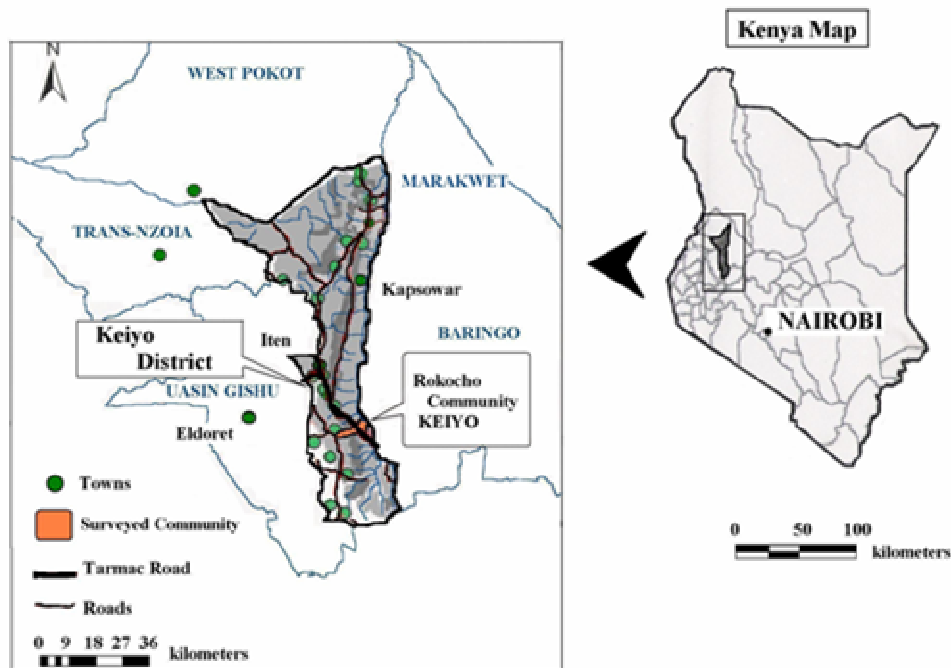 Kenya Map
N
WEST POKOT
MARAKWET
TRANS-NZOIA
Kapsowar
Keiyo
District
Iten
BARINGO
UASIN GISHU
Rokocho
Community
KEIYO
Eldoret
NAIROBI
Towns
Surveyed Community
Tarmac Road
Roads
0 9 18 27 36
kilometers
0 50 100
kilometers